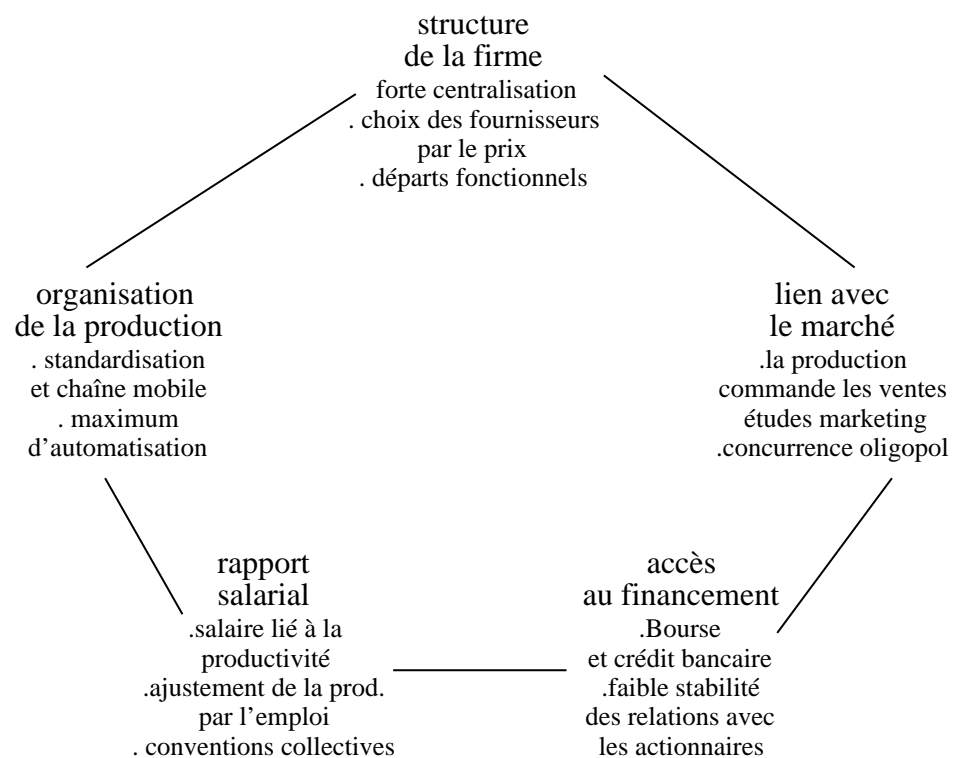 structure
de la firme
forte centralisation
. choix des fournisseurs
par le prix
. départs fonctionnels
organisation
de la production
. standardisation
et chaîne mobile
. maximum
d’automatisation
lien avec
le marché
.la production
commande les ventes
études marketing
.concurrence oligopol
rapport
salarial
.salaire lié à la
productivité
.ajustement de la prod.
par l’emploi
. conventions collectives
accès
au financement
.Bourse
et crédit bancaire
.faible stabilité
des relations avec
les actionnaires